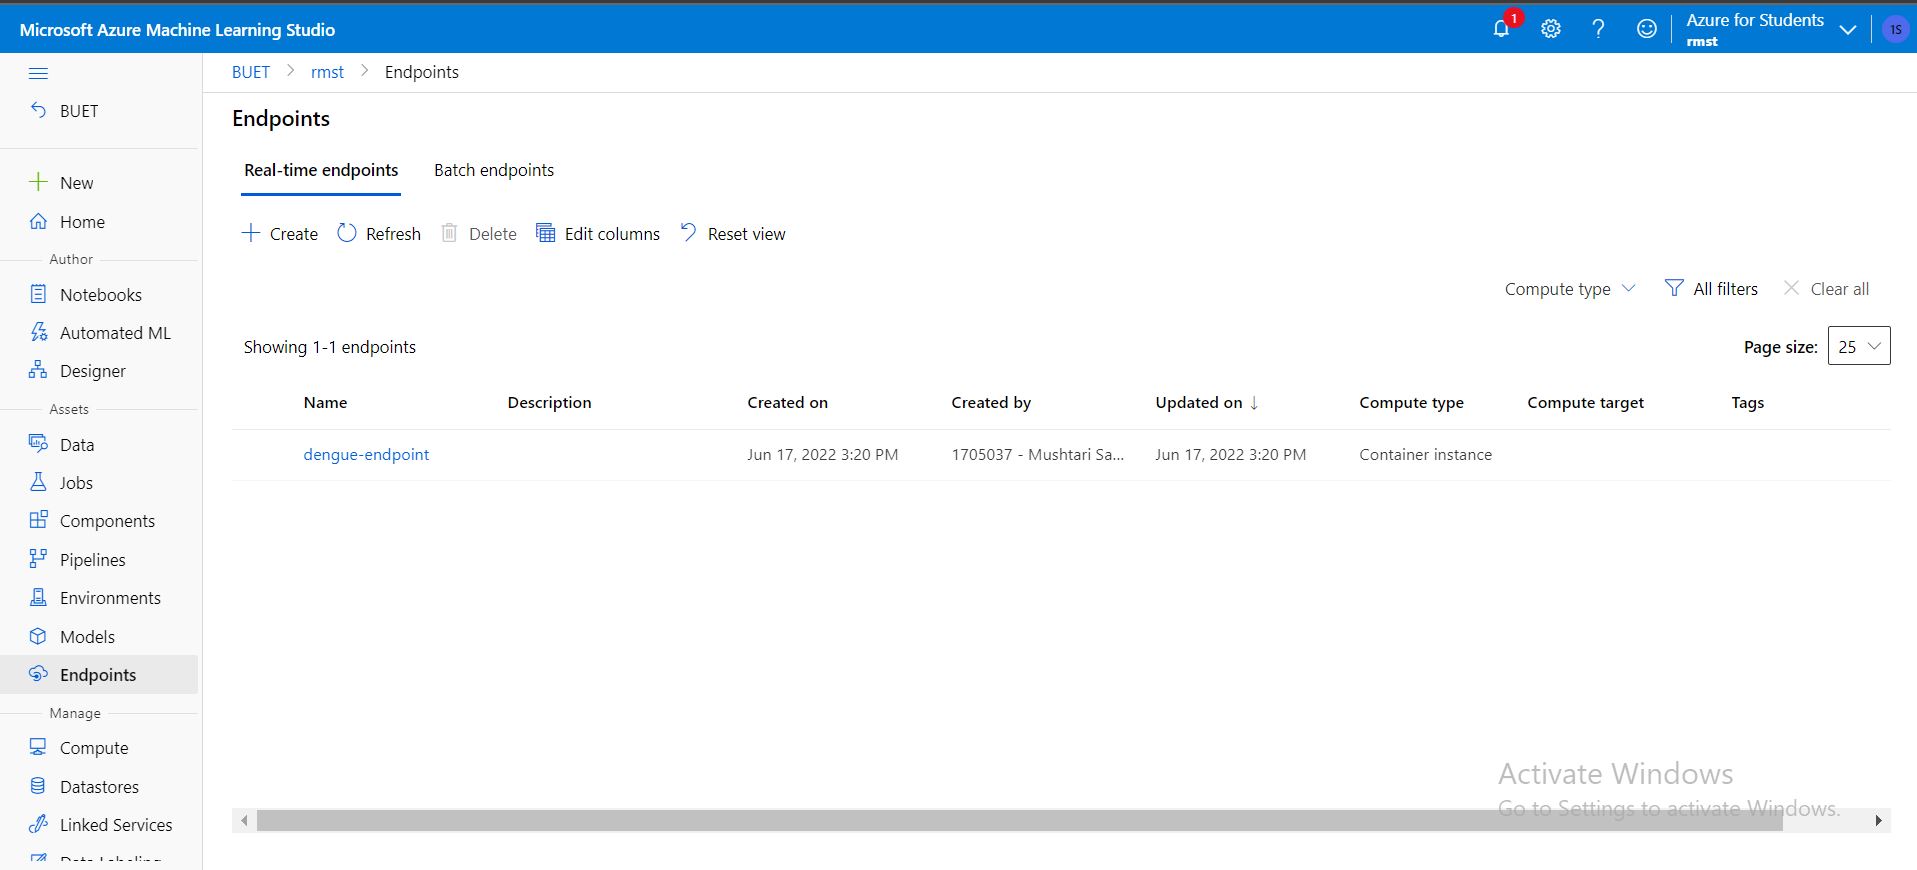 Microsoft Azure Machine Learning Studio
1
Azure for Students
rmst
1S
BUET
New
Home
Author
Notebooks
Automated ML
Designer
Assets
Data
Jobs
Components
Pipelines
Environments
Models
Endpoints
Manage
Compute
Datastores
Linked Services
Data Labeling
BUET > rmst > Endpoints
Endpoints
Real-time endpoints Batch endpoints
Create Refresh Delete Edit columns Reset view
Compute type All filters Clear all
Showing 1-1 endpoints Page size: 25
Name Description Created on Created by Updated on ↓ Compute type Compute target Tags
dengue-endpoint Jun 17, 2022 3:20 PM 1705037 - Mushtari Sa... Jun 17, 2022 3:20 PM Container instance
Activate Windows
Go to Settings to activate Windows.